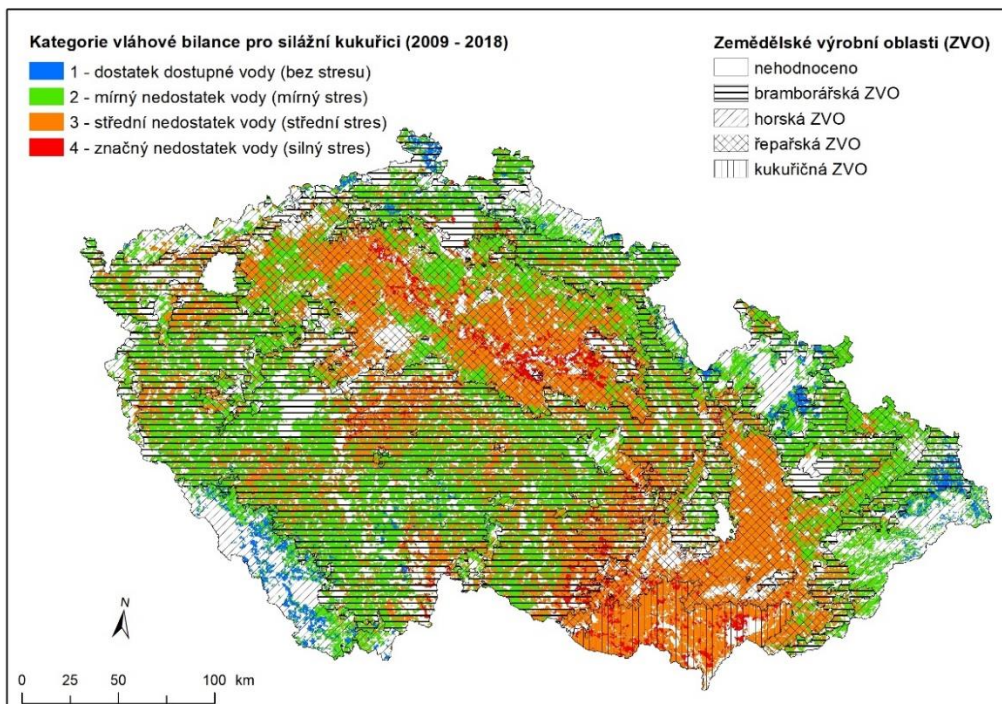 Kategorie vláhové bilance pro silážní kukuřici (2009 - 2018)
1 - dostatek dostupné vody (bez stresu)
2 - mírný nedostatek vody (mírný stres)
3 - střední nedostatek vody (střední stres)
4 - značný nedostatek vody (silný stres)
Zemědělské výrobní oblasti (ZVO)
nehodnoceno
bramborářská ZVO
horská ZVO
řepařská ZVO
kukuřičná ZVO
N
0 25 50 100 km